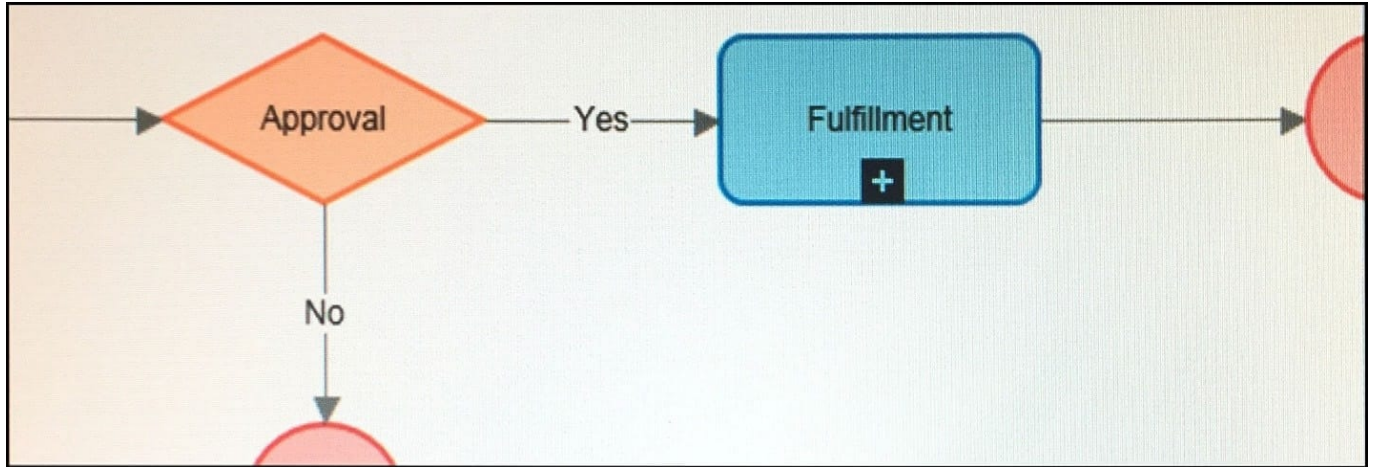 Approval
Yes
Fulfillment
+
No